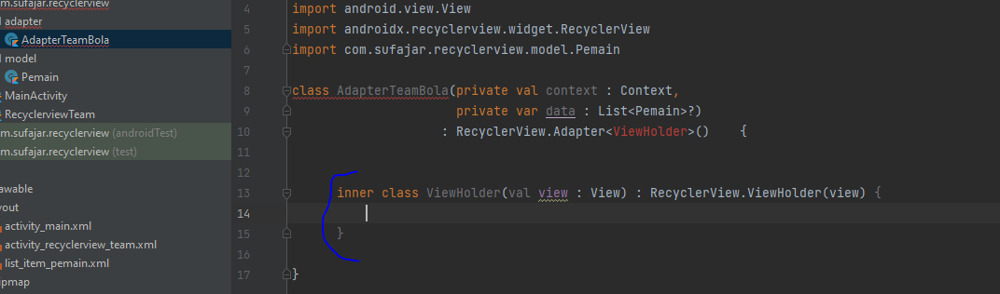 m.sufajar.recyclerview
adapter
AdapterTeamBola
model
Pemain
MainActivity
RecyclerviewTeam
m.sufajar.recyclerview (androidTest)
m.sufajar.recyclerview (test)
awable
yout
activity_main.xml
activity_recyclerview_team.xml
list_item_pemain.xml
ipmap
4 import android.view.View
5 import androidx.recyclerview.widget.RecyclerView
6 import com.sufajar.recyclerview.model.Pemain
7
8 class AdapterTeamBola(private val context : Context,
9 private var data : List<Pemain>?)
10 : RecyclerView.Adapter<ViewHolder>() {
11
12
13 inner class ViewHolder(val view : View) : RecyclerView.ViewHolder(view) {
14
15 }
16
17 }